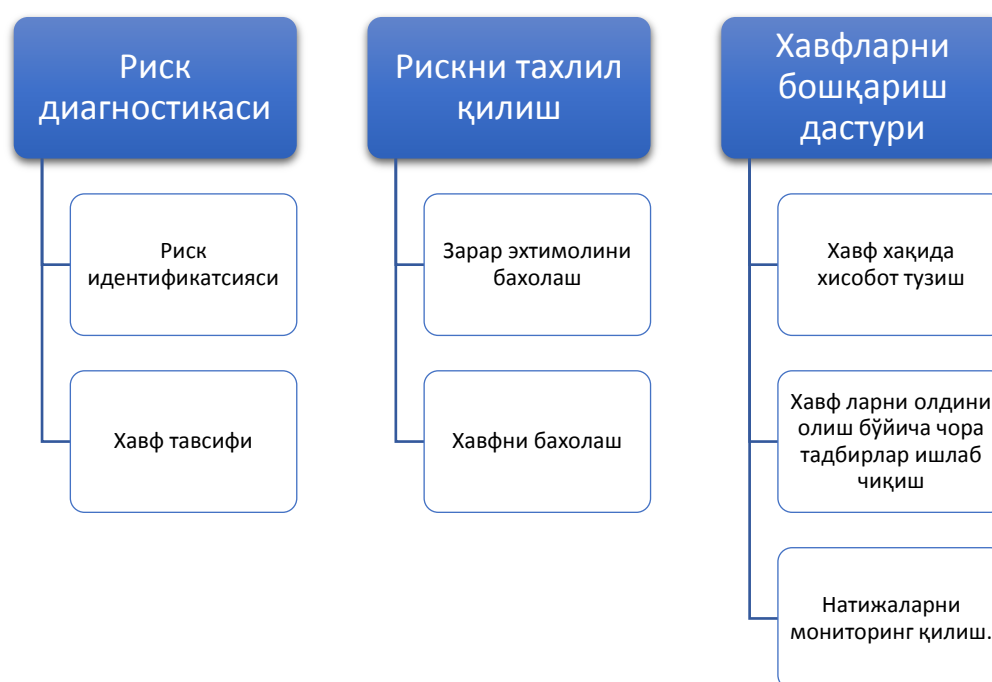 Риск
диагностикаси
Риск
идентификатсияси
Хавф тавсифи
Рискни тахлил
қилиш
Зарар эхтимолини
бахолаш
Хавфни бахолаш
Хавфларни
бошқариш
дастури
Хавф хақида
хисобот тузиш
Хавф ларни олдини
олиш бўйича чора
тадбирлар ишлаб
чиқиш
Натижаларни
мониторинг қилиш.